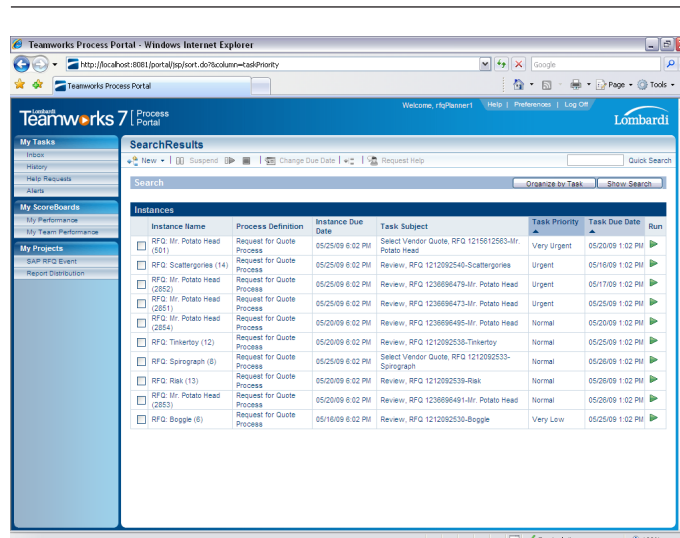 Teamworks Process Portal - Windows Internet Explorer
http://localhost:8081/portal/jsp/sort.do?&column=taskPriority
Google
Teamworks Process Portal
Page
Tools
Lombardi
Teamworks 7 Process Portal
Welcome, rfqPlanner1 Help | Preferences | Log Off
Lombardi
My Tasks
Inbox
History
Help Requests
Alerts
My ScoreBoards
My Performance
My Team Performance
My Projects
SAP RFQ Event
Report Distribution
SearchResults
New Suspend Change Due Date Request Help Quick Search
Search Organize by Task Show Search
Instances
Instance Name Process Definition Instance Due Date Task Subject Task Priority Task Due Date Run
RFQ: Mr. Potato Head (501) Request for Quote Process 05/25/09 6:02 PM Select Vendor Quote, RFQ 1215612563-Mr. Potato Head Very Urgent 05/20/09 1:02 PM
RFQ: Scattergories (14) Request for Quote Process 05/25/09 6:02 PM Review, RFQ 1212092540-Scattergories Urgent 05/16/09 1:02 PM
RFQ: Mr. Potato Head (2852) Request for Quote Process 05/25/09 6:02 PM Review, RFQ 1236696479-Mr. Potato Head Urgent 05/17/09 1:02 PM
RFQ: Mr. Potato Head (2851) Request for Quote Process 05/25/09 6:02 PM Review, RFQ 1236696473-Mr. Potato Head Urgent 05/25/09 1:02 PM
RFQ: Mr. Potato Head (2854) Request for Quote Process 05/20/09 6:02 PM Review, RFQ 1236696495-Mr. Potato Head Normal 05/20/09 1:02 PM
RFQ: Tinkertoy (12) Request for Quote Process 05/20/09 6:02 PM Review, RFQ 1212092538-Tinkertoy Normal 05/25/09 1:02 PM
RFQ: Spirograph (8) Request for Quote Process 05/25/09 6:02 PM Select Vendor Quote, RFQ 1212092533-Spirograph Normal 05/26/09 1:02 PM
RFQ: Risk (13) Request for Quote Process 05/20/09 6:02 PM Review, RFQ 1212092539-Risk Normal 05/26/09 1:02 PM
RFQ: Mr. Potato Head (2853) Request for Quote Process 05/20/09 6:02 PM Review, RFQ 1236696491-Mr. Potato Head Normal 05/26/09 1:02 PM
RFQ: Boggle (6) Request for Quote Process 05/16/09 6:02 PM Review, RFQ 1212092530-Boggle Very Low 05/25/09 1:02 PM